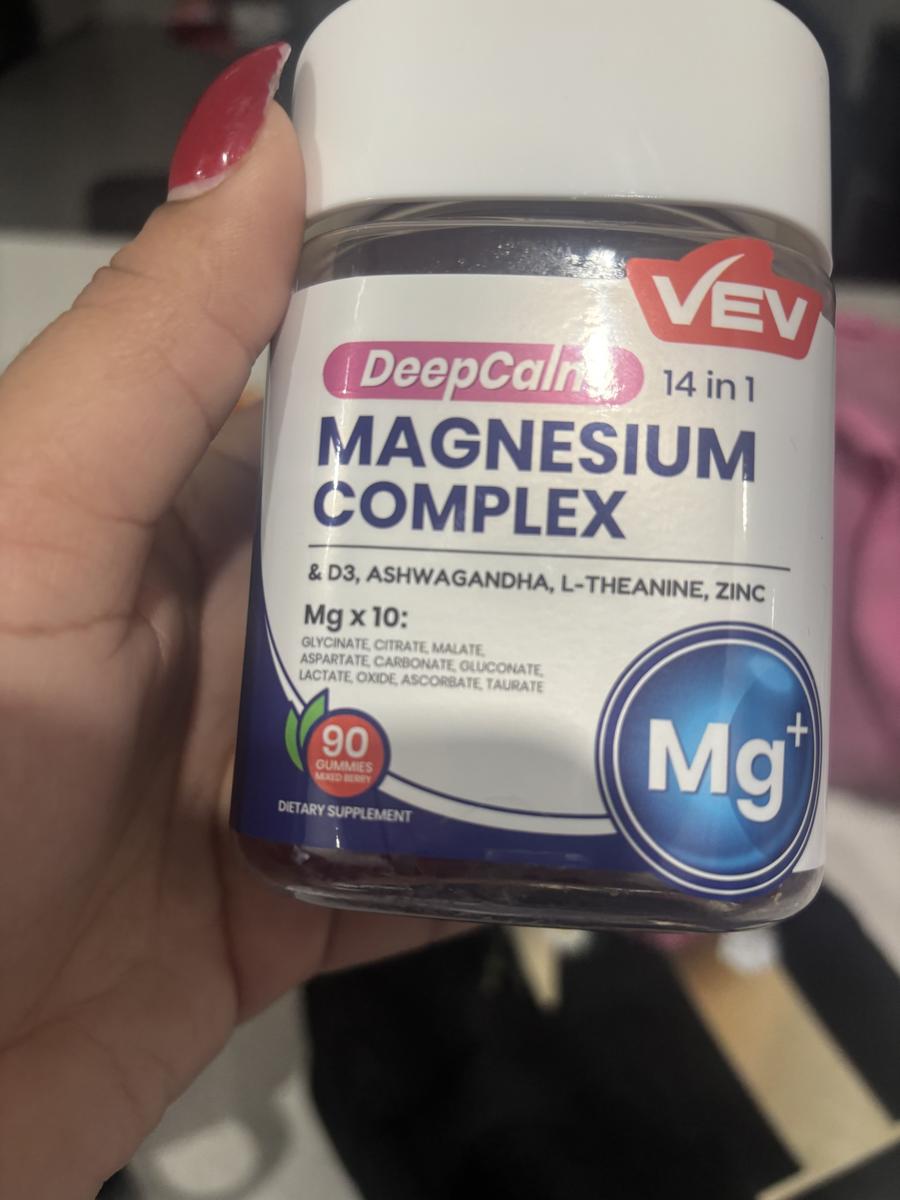 VEV
DeepCalm
14 in 1
MAGNESIUM
COMPLEX
& D3, ASHWAGANDHA, L-THEANINE, ZINC
Mg x 10:
GLYCINATE, CITRATE, MALATE,
ASPARTATE, CARBONATE, GLUCONATE,
LACTATE, OXIDE, ASCORBATE, TAURATE
90
GUMMIES
MIXED BERRY
DIETARY SUPPLEMENT
Mg+